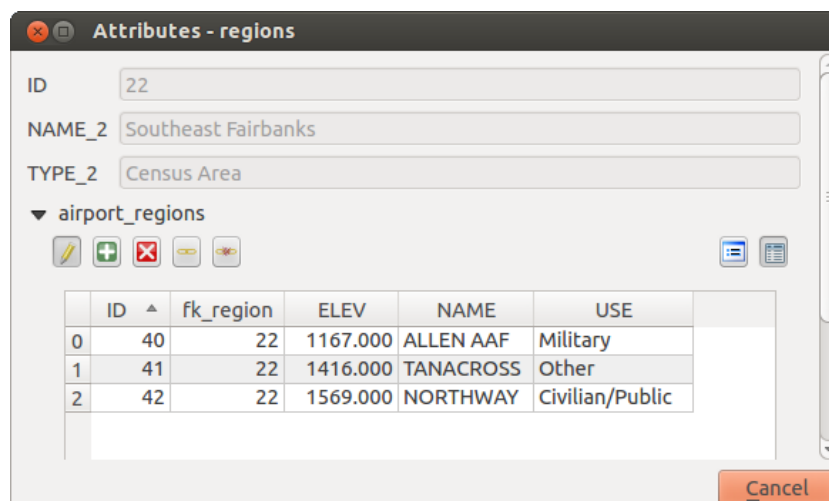 Attributes - regions
ID 22
NAME_2 Southeast Fairbanks
TYPE_2 Census Area
airport_regions
ID fk_region ELEV NAME USE
0 40 22 1167.000 ALLEN AAF Military
1 41 22 1416.000 TANACROSS Other
2 42 22 1569.000 NORTHWAY Civilian/Public
Cancel